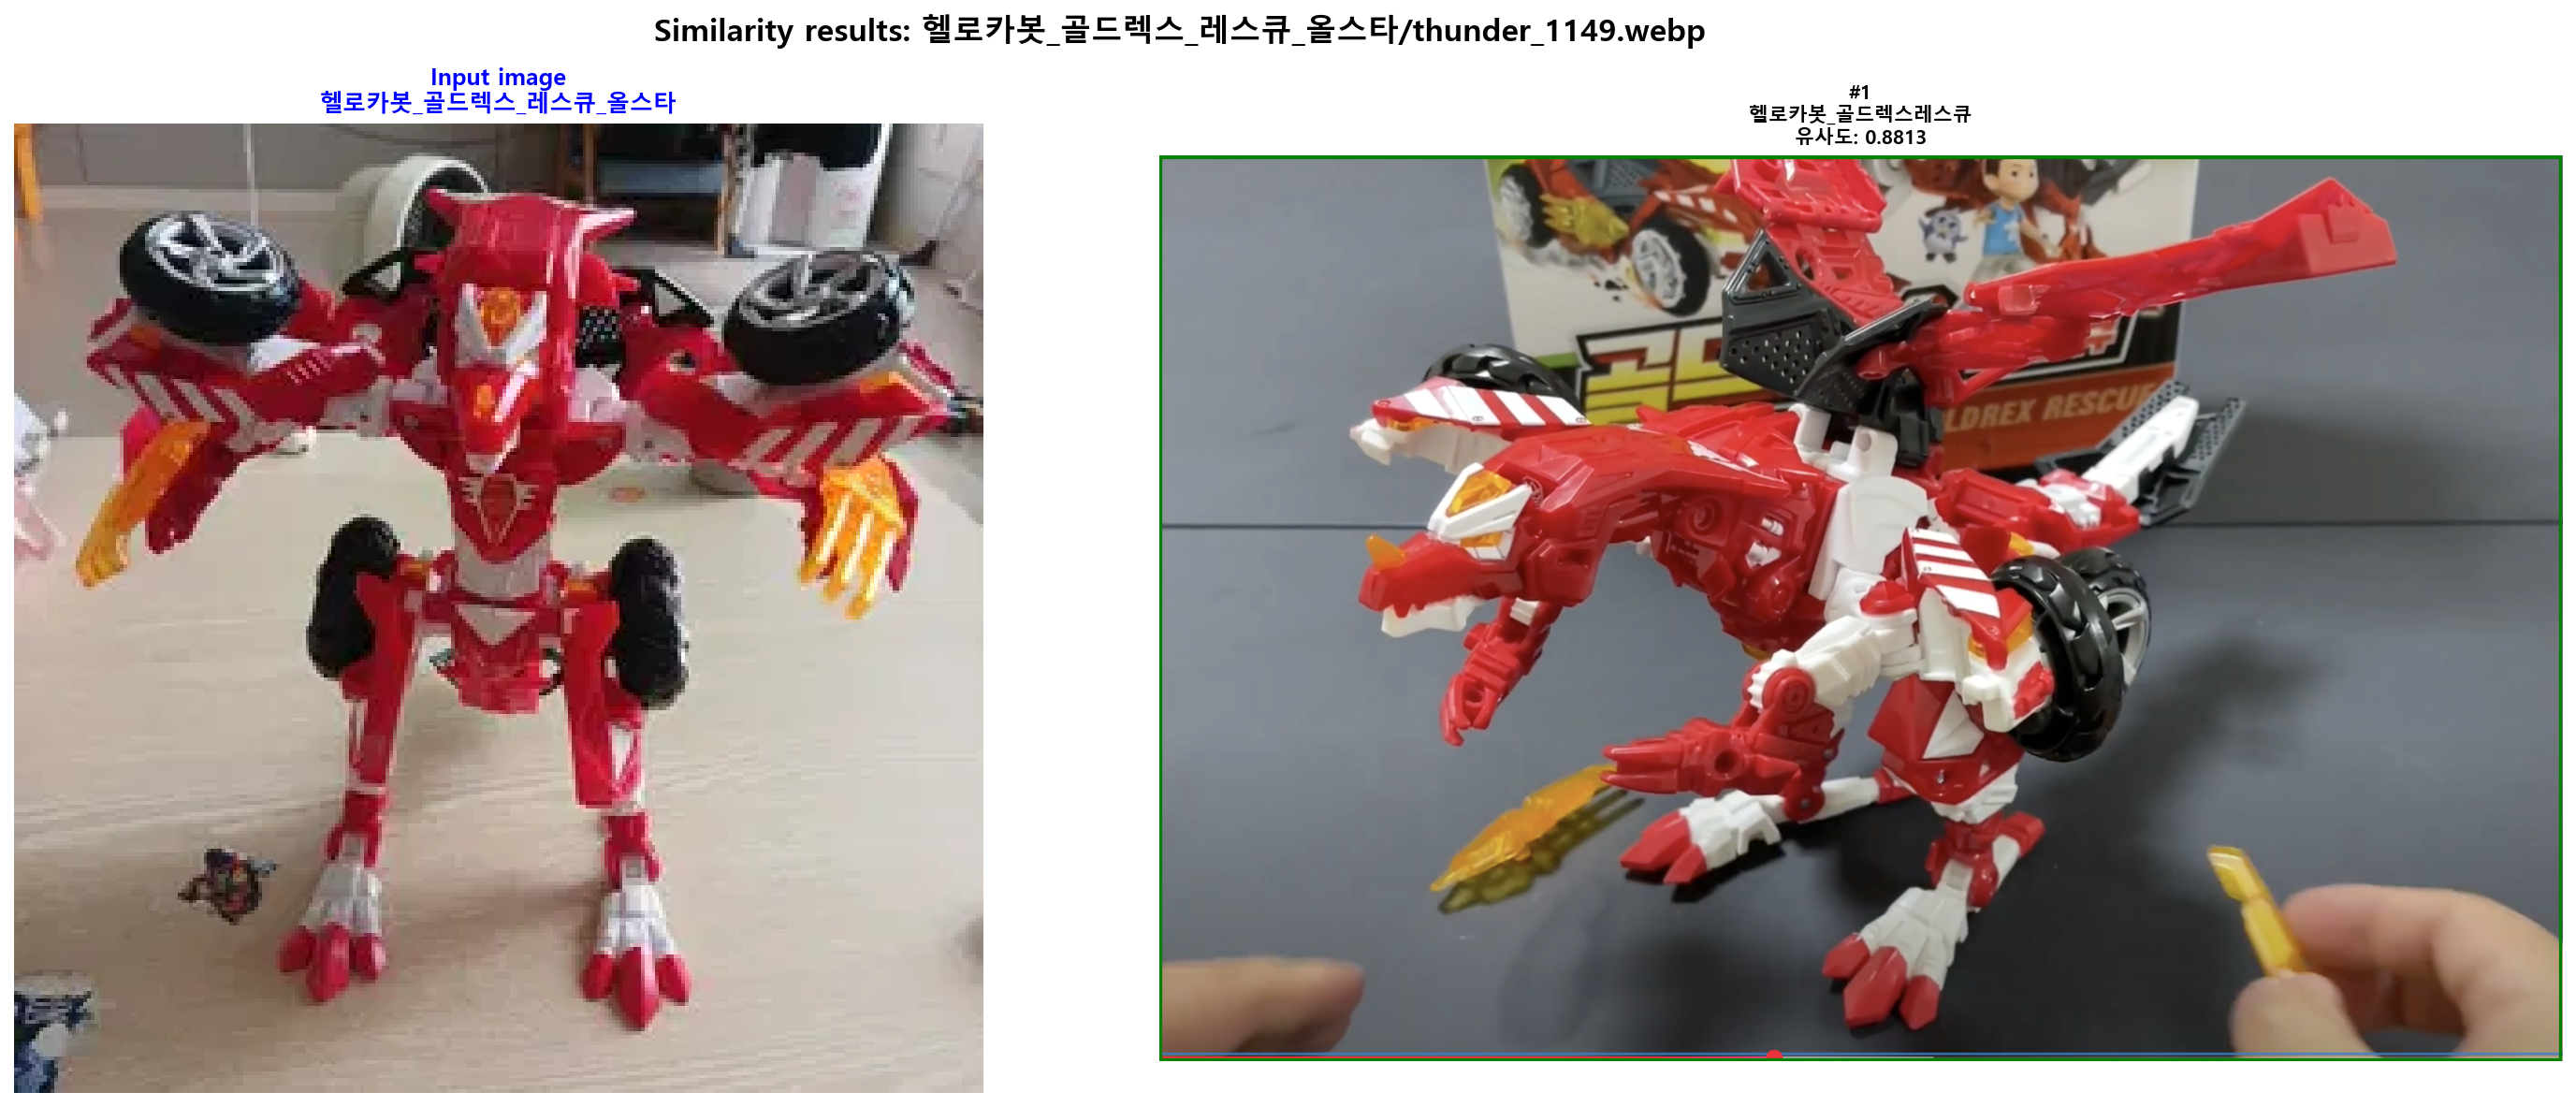 Similarity results: 헬로카봇_골드렉스_레스큐_올스타/thunder_1149.webp
Input image
헬로카봇_골드렉스_레스큐_올스타
#1
헬로카봇_골드렉스레스큐
유사도: 0.8813
LDREX RESCUE